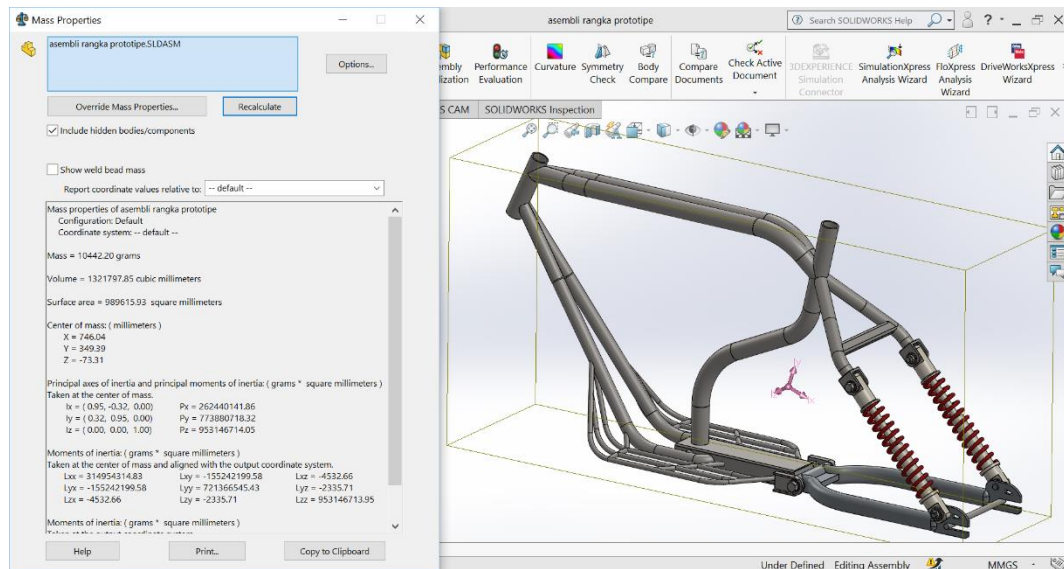 Mass Properties
asembli rangka prototipe.SLDASM
Options...
Override Mass Properties...
Recalculate
Include hidden bodies/components
Show weld bead mass
Report coordinate values relative to: -- default --
Mass properties of asembli rangka prototipe
Configuration: Default
Coordinate system: -- default --
Mass = 10442.20 grams
Volume = 1321797.85 cubic millimeters
Surface area = 989615.93 square millimeters
Center of mass: ( millimeters )
X = 746.04
Y = 349.39
Z = -73.31
Principal axes of inertia and principal moments of inertia: ( grams * square millimeters )
Taken at the center of mass.
Ix = ( 0.95, -0.32, 0.00) Px = 262440141.86
Iy = ( 0.32, 0.95, 0.00) Py = 773880718.32
Iz = ( 0.00, 0.00, 1.00) Pz = 953146714.05
Moments of inertia: ( grams * square millimeters )
Taken at the center of mass and aligned with the output coordinate system.
Lxx = 314954314.83 Lxy = -155242199.58 Lxz = -4532.66
Lyx = -155242199.58 Lyy = 721366545.43 Lyz = -2335.71
Lzx = -4532.66 Lzy = -2335.71 Lzz = 953146713.95
Moments of inertia: ( grams * square millimeters )
Help
Print...
Copy to Clipboard
asembli rangka prototipe
Search SOLIDWORKS Help
?
Performance Evaluation
Curvature
Symmetry Check
Body Compare
Compare Documents
Check Active Document
3DEXPERIENCE Simulation Connector
SimulationXpress Analysis Wizard
FloXpress Analysis Wizard
DriveWorksXpress Wizard
S CAM
SOLIDWORKS Inspection
Under Defined
Editing Assembly
MMGS